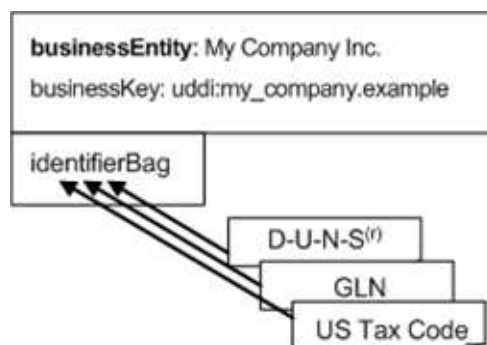 businessEntity: My Company Inc.
businessKey: uddi:my_company.example
identifierBag
D-U-N-S(r)
GLN
US Tax Code